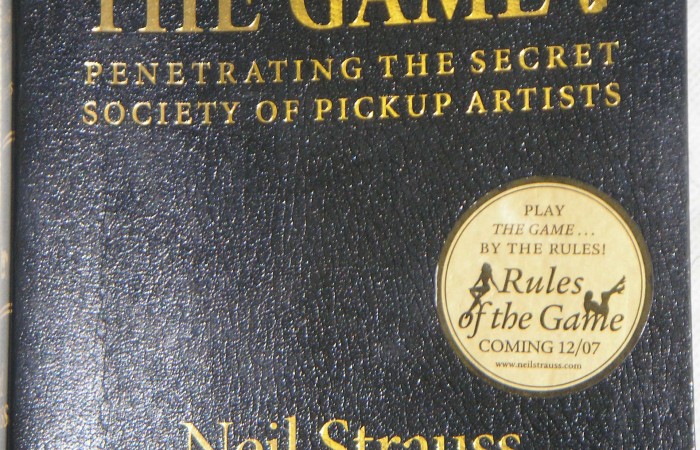 THE GAME
PENETRATING THE SECRET
SOCIETY OF PICKUP ARTISTS
PLAY
THE GAME...
BY THE RULES!
Rules
of the Game
COMING 12/07
www.neilstrauss.com
Neil Strauss